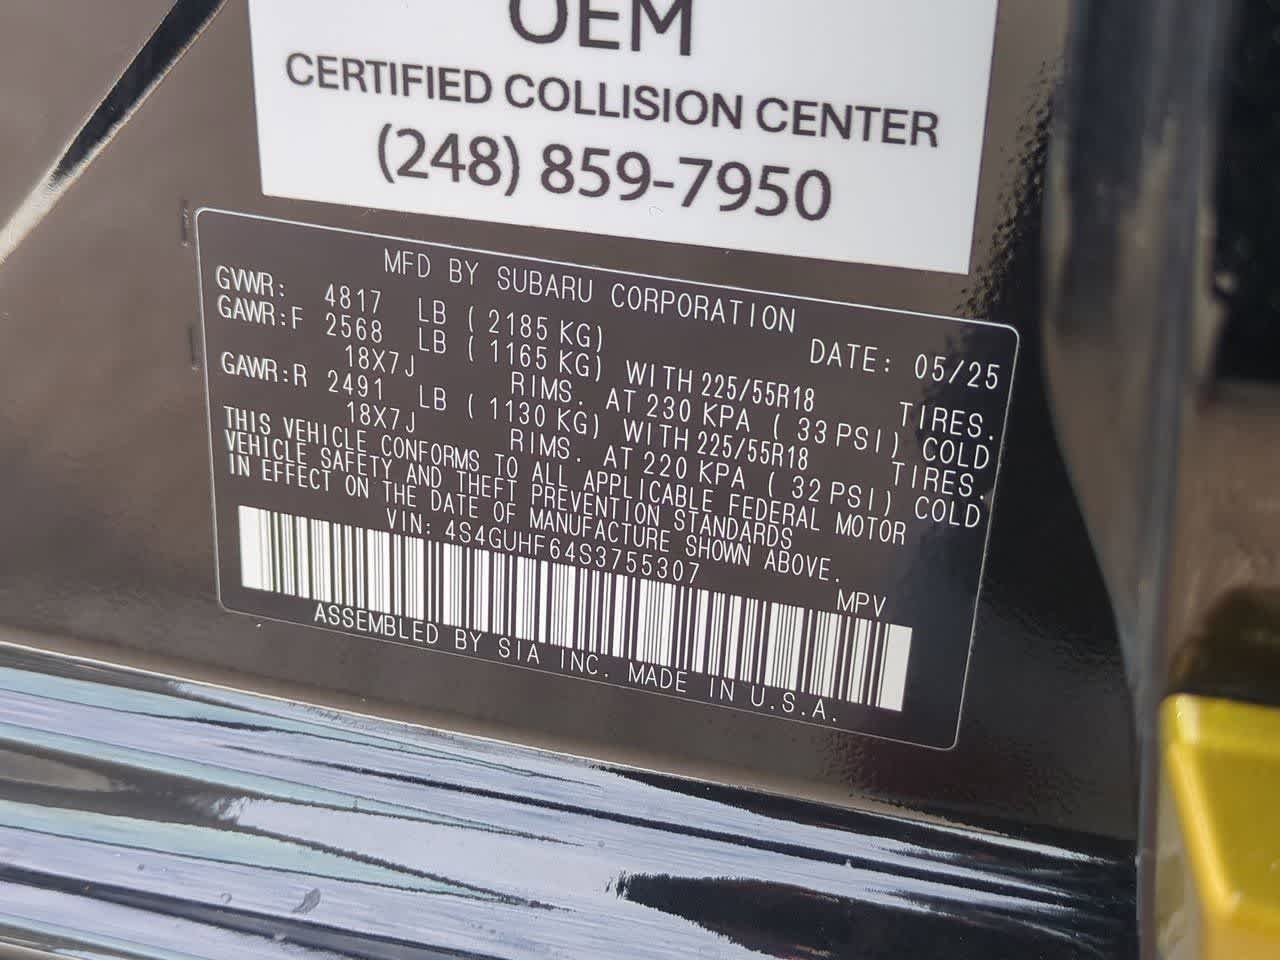 OEM
CERTIFIED COLLISION CENTER
(248) 859-7950
MFD BY SUBARU CORPORATION
DATE: 05/25
GVWR: 4817 LB ( 2185 KG)
GAWR:F 2568 LB ( 1165 KG) WITH 225/55R18 TIRES.
18X7J RIMS. AT 230 KPA ( 33 PSI) COLD
GAWR:R 2491 LB ( 1130 KG) WITH 225/55R18 TIRES.
18X7J RIMS. AT 220 KPA ( 32 PSI) COLD
THIS VEHICLE CONFORMS TO ALL APPLICABLE FEDERAL MOTOR
VEHICLE SAFETY AND THEFT PREVENTION STANDARDS
IN EFFECT ON THE DATE OF MANUFACTURE SHOWN ABOVE.
VIN: 4S4GUHF64S3755307 MPV
ASSEMBLED BY SIA INC. MADE IN U.S.A.